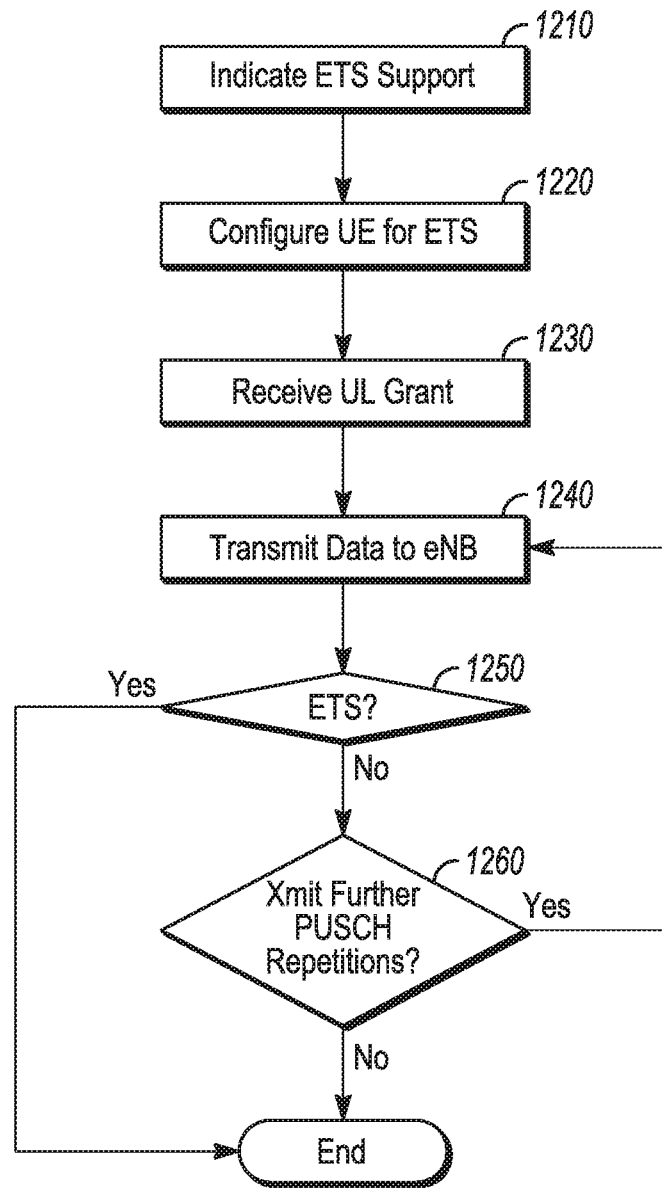 1210
Indicate ETS Support
1220
Configure UE for ETS
1230
Receive UL Grant
1240
Transmit Data to eNB
1250
Yes
ETS?
No
1260
Xmit Further
PUSCH
Repetitions?
Yes
No
End